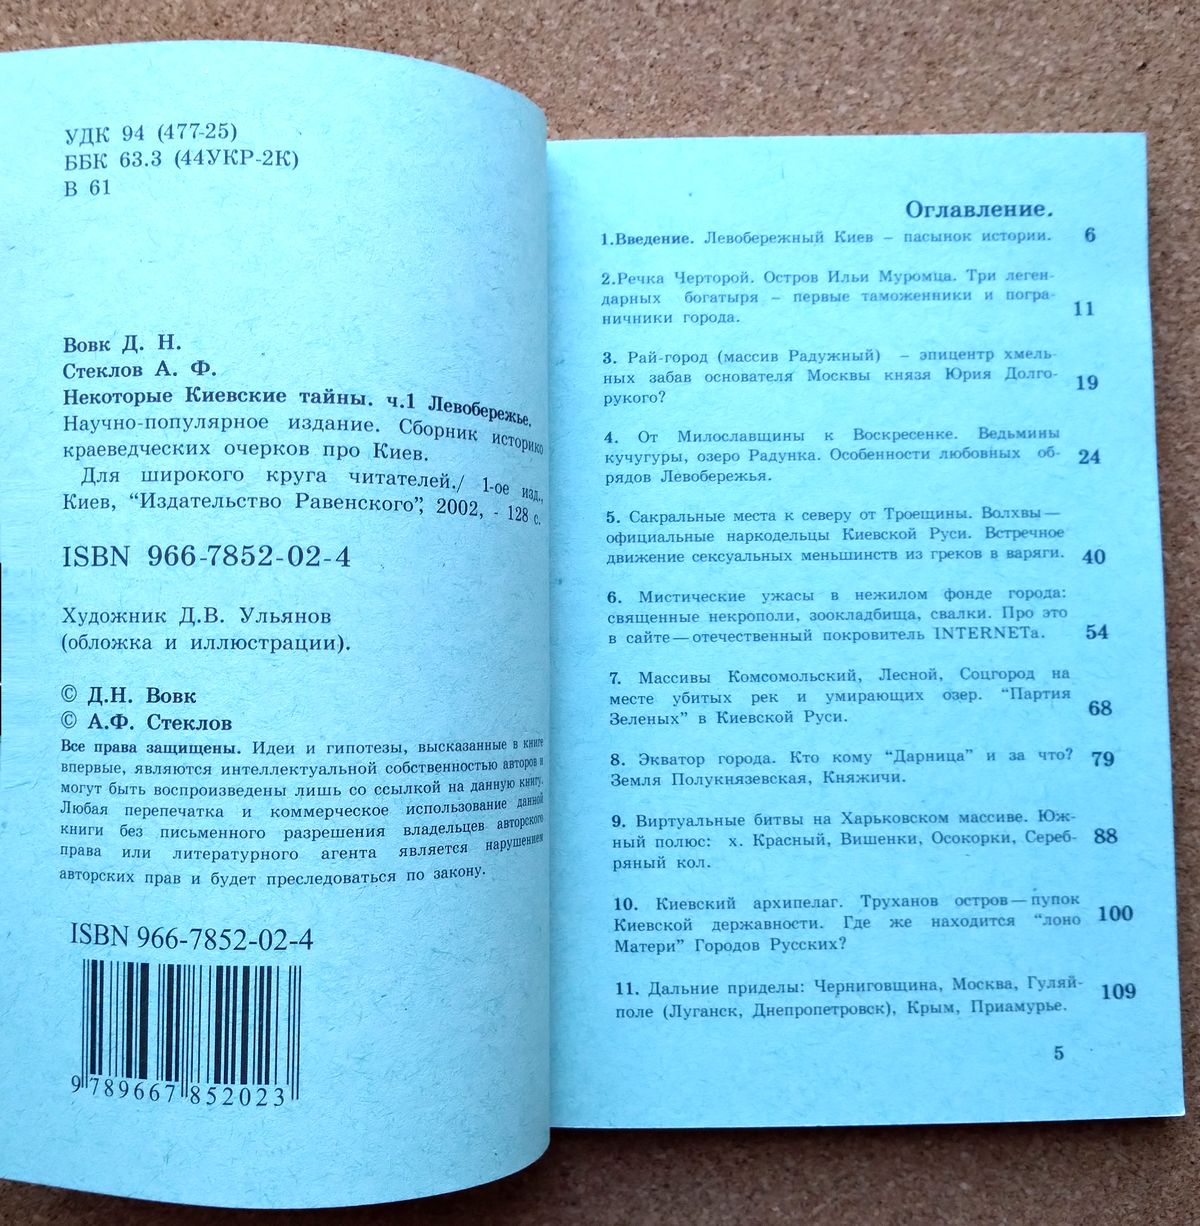 УДК 94 (477-25)
ББК 63.3 (44УКР-2К)
В 61
Вовк Д. Н.
Стеклов А. Ф.
Некоторые Киевские тайны. ч.1 Левобережье.
Научно-популярное издание. Сборник историко
краеведческих очерков про Киев.
Для широкого круга читателей./ 1-ое изд.,
Киев, “Издательство Равенского”, 2002, - 128 с.
ISBN 966-7852-02-4
Художник Д.В. Ульянов
(обложка и иллюстрации).
© Д.Н. Вовк
© А.Ф. Стеклов
Все права защищены. Идеи и гипотезы, высказанные в книге
впервые, являются интеллектуальной собственностью авторов и
могут быть воспроизведены лишь со ссылкой на данную книгу.
Любая перепечатка и коммерческое использование данной
книги без письменного разрешения владельцев авторского
права или литературного агента является нарушением
авторских прав и будет преследоваться по закону.
ISBN 966-7852-02-4
9 789667 852023
Оглавление.
1.Введение. Левобережный Киев – пасынок истории. 6
2.Речка Черторой. Остров Ильи Муромца. Три леген-
дарных богатыря – первые таможенники и погра-
ничники города. 11
3. Рай-город (массив Радужный) – эпицентр хмель-
ных забав основателя Москвы князя Юрия Долго-
рукого? 19
4. От Милославщины к Воскресенке. Ведьмины
кучугуры, озеро Радунка. Особенности любовных об-
рядов Левобережья. 24
5. Сакральные места к северу от Троещины. Волхвы —
официальные наркодельцы Киевской Руси. Встречное
движение сексуальных меньшинств из греков в варяги. 40
6. Мистические ужасы в нежилом фонде города:
священные некрополи, зоокладбища, свалки. Про это
в сайте — отечественный покровитель INTERNETа. 54
7. Массивы Комсомольский, Лесной, Соцгород на
месте убитых рек и умирающих озер. “Партия
Зеленых” в Киевской Руси. 68
8. Экватор города. Кто кому “Дарница” и за что? 79
Земля Полукнязевская, Княжичи.
9. Виртуальные битвы на Харьковском массиве. Юж-
ный полюс: х. Красный, Вишенки, Осокорки, Сереб- 88
ряный кол.
10. Киевский архипелаг. Труханов остров — пупок
Киевской державности. Где же находится “лоно 100
Матери” Городов Русских?
11. Дальние приделы: Черниговщина, Москва, Гуляй- 109
поле (Луганск, Днепропетровск), Крым, Приамурье.
5